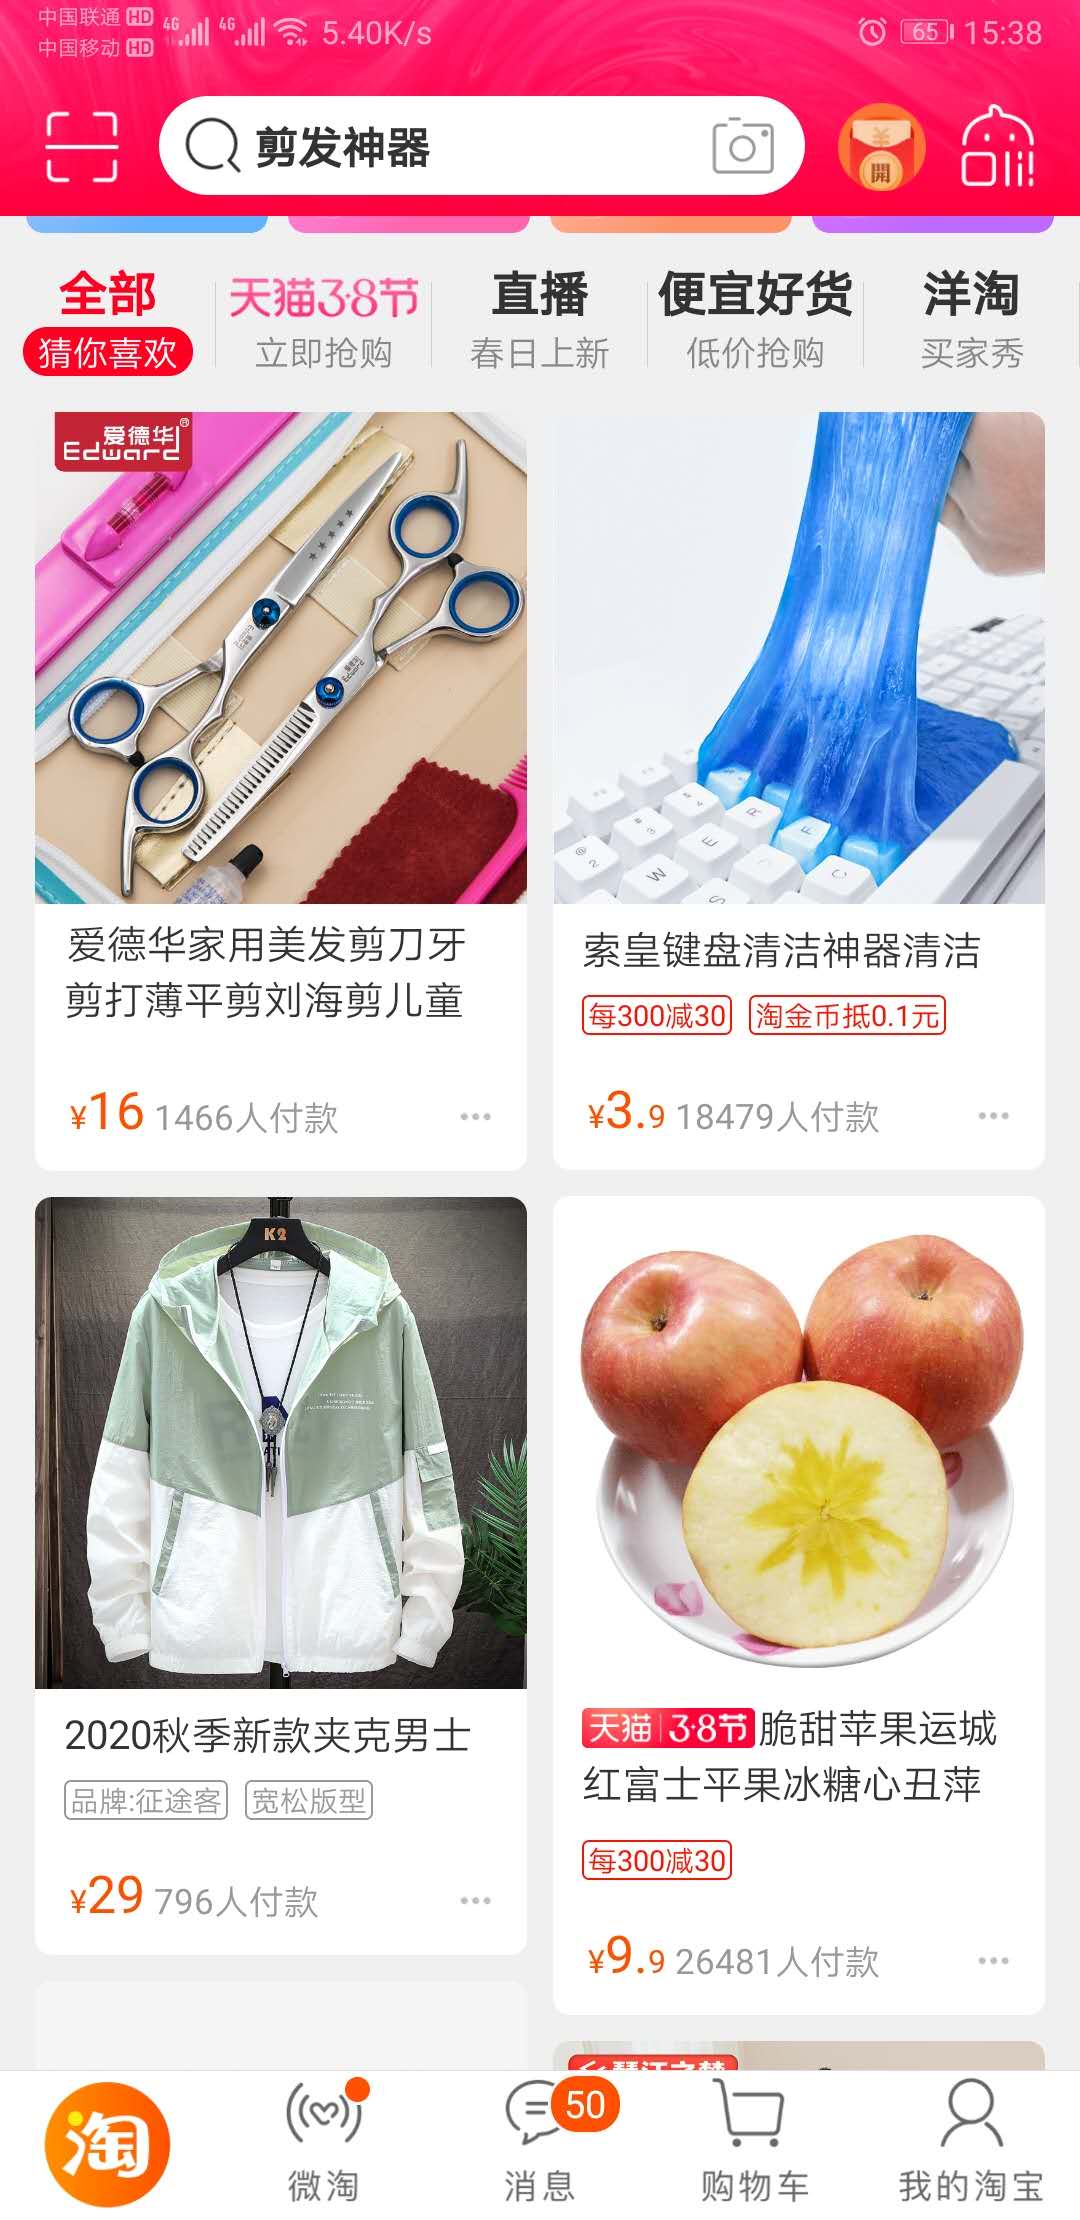 中国联通 HD
中国移动 HD
4G 4G 5.40K/s
65 15:38
剪发神器
開
全部
猜你喜欢
天猫3·8节
立即抢购
直播
春日上新
便宜好货
低价抢购
洋淘
买家秀
爱德华®
Edward
爱德华家用美发剪刀牙
剪打薄平剪刘海剪儿童
¥16 1466人付款
索皇键盘清洁神器清洁
每300减30 淘金币抵0.1元
¥3.9 18479人付款
K2
2020秋季新款夹克男士
品牌:征途客 宽松版型
¥29 796人付款
天猫 3·8节 脆甜苹果运城
红富士平果冰糖心丑萍
每300减30
¥9.9 26481人付款
淘
微淘
50
消息
购物车
我的淘宝